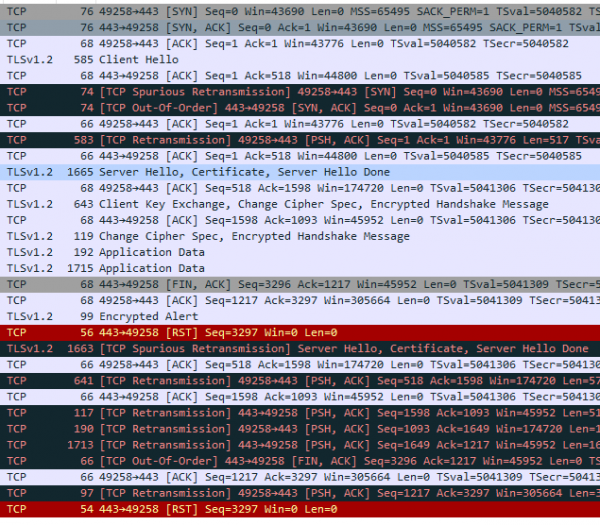 TCP 76 49258→443 [SYN] Seq=0 Win=43690 Len=0 MSS=65495 SACK_PERM=1 TSval=5040582 T
TCP 76 443→49258 [SYN, ACK] Seq=0 Ack=1 Win=43690 Len=0 MSS=65495 SACK_PERM=1 TSva
TCP 68 49258→443 [ACK] Seq=1 Ack=1 Win=43776 Len=0 TSval=5040582 TSecr=5040582
TLSv1.2 585 Client Hello
TCP 68 443→49258 [ACK] Seq=1 Ack=518 Win=44800 Len=0 TSval=5040585 TSecr=5040585
TCP 74 [TCP Spurious Retransmission] 49258→443 [SYN] Seq=0 Win=43690 Len=0 MSS=6549
TCP 74 [TCP Out-Of-Order] 443→49258 [SYN, ACK] Seq=0 Ack=1 Win=43690 Len=0 MSS=6549
TCP 66 49258→443 [ACK] Seq=1 Ack=1 Win=43776 Len=0 TSval=5040582 TSecr=5040582
TCP 583 [TCP Retransmission] 49258→443 [PSH, ACK] Seq=1 Ack=1 Win=43776 Len=517 TSv
TCP 66 443→49258 [ACK] Seq=1 Ack=518 Win=44800 Len=0 TSval=5040585 TSecr=5040585
TLSv1.2 1665 Server Hello, Certificate, Server Hello Done
TCP 68 49258→443 [ACK] Seq=518 Ack=1598 Win=174720 Len=0 TSval=5041306 TSecr=504130
TLSv1.2 643 Client Key Exchange, Change Cipher Spec, Encrypted Handshake Message
TCP 68 443→49258 [ACK] Seq=1598 Ack=1093 Win=45952 Len=0 TSval=5041306 TSecr=504130
TLSv1.2 119 Change Cipher Spec, Encrypted Handshake Message
TLSv1.2 192 Application Data
TLSv1.2 1715 Application Data
TCP 68 443→49258 [FIN, ACK] Seq=3296 Ack=1217 Win=45952 Len=0 TSval=5041309 TSecr=5
TCP 68 49258→443 [ACK] Seq=1217 Ack=3297 Win=305664 Len=0 TSval=5041309 TSecr=50413
TLSv1.2 99 Encrypted Alert
TCP 56 443→49258 [RST] Seq=3297 Win=0 Len=0
TLSv1.2 1663 [TCP Spurious Retransmission] Server Hello, Certificate, Server Hello Done
TCP 66 49258→443 [ACK] Seq=518 Ack=1598 Win=174720 Len=0 TSval=5041306 TSecr=504130
TCP 641 [TCP Retransmission] 49258→443 [PSH, ACK] Seq=518 Ack=1598 Win=174720 Len=57
TCP 66 443→49258 [ACK] Seq=1598 Ack=1093 Win=45952 Len=0 TSval=5041306 TSecr=504130
TCP 117 [TCP Retransmission] 443→49258 [PSH, ACK] Seq=1598 Ack=1093 Win=45952 Len=51
TCP 190 [TCP Retransmission] 49258→443 [PSH, ACK] Seq=1093 Ack=1649 Win=174720 Len=1
TCP 1713 [TCP Retransmission] 443→49258 [PSH, ACK] Seq=1649 Ack=1217 Win=45952 Len=16
TCP 66 [TCP Out-Of-Order] 443→49258 [FIN, ACK] Seq=3296 Ack=1217 Win=45952 Len=0 TS
TCP 66 49258→443 [ACK] Seq=1217 Ack=3297 Win=305664 Len=0 TSval=5041309 TSecr=50413
TCP 97 [TCP Retransmission] 49258→443 [PSH, ACK] Seq=1217 Ack=3297 Win=305664 Len=3
TCP 54 443→49258 [RST] Seq=3297 Win=0 Len=0